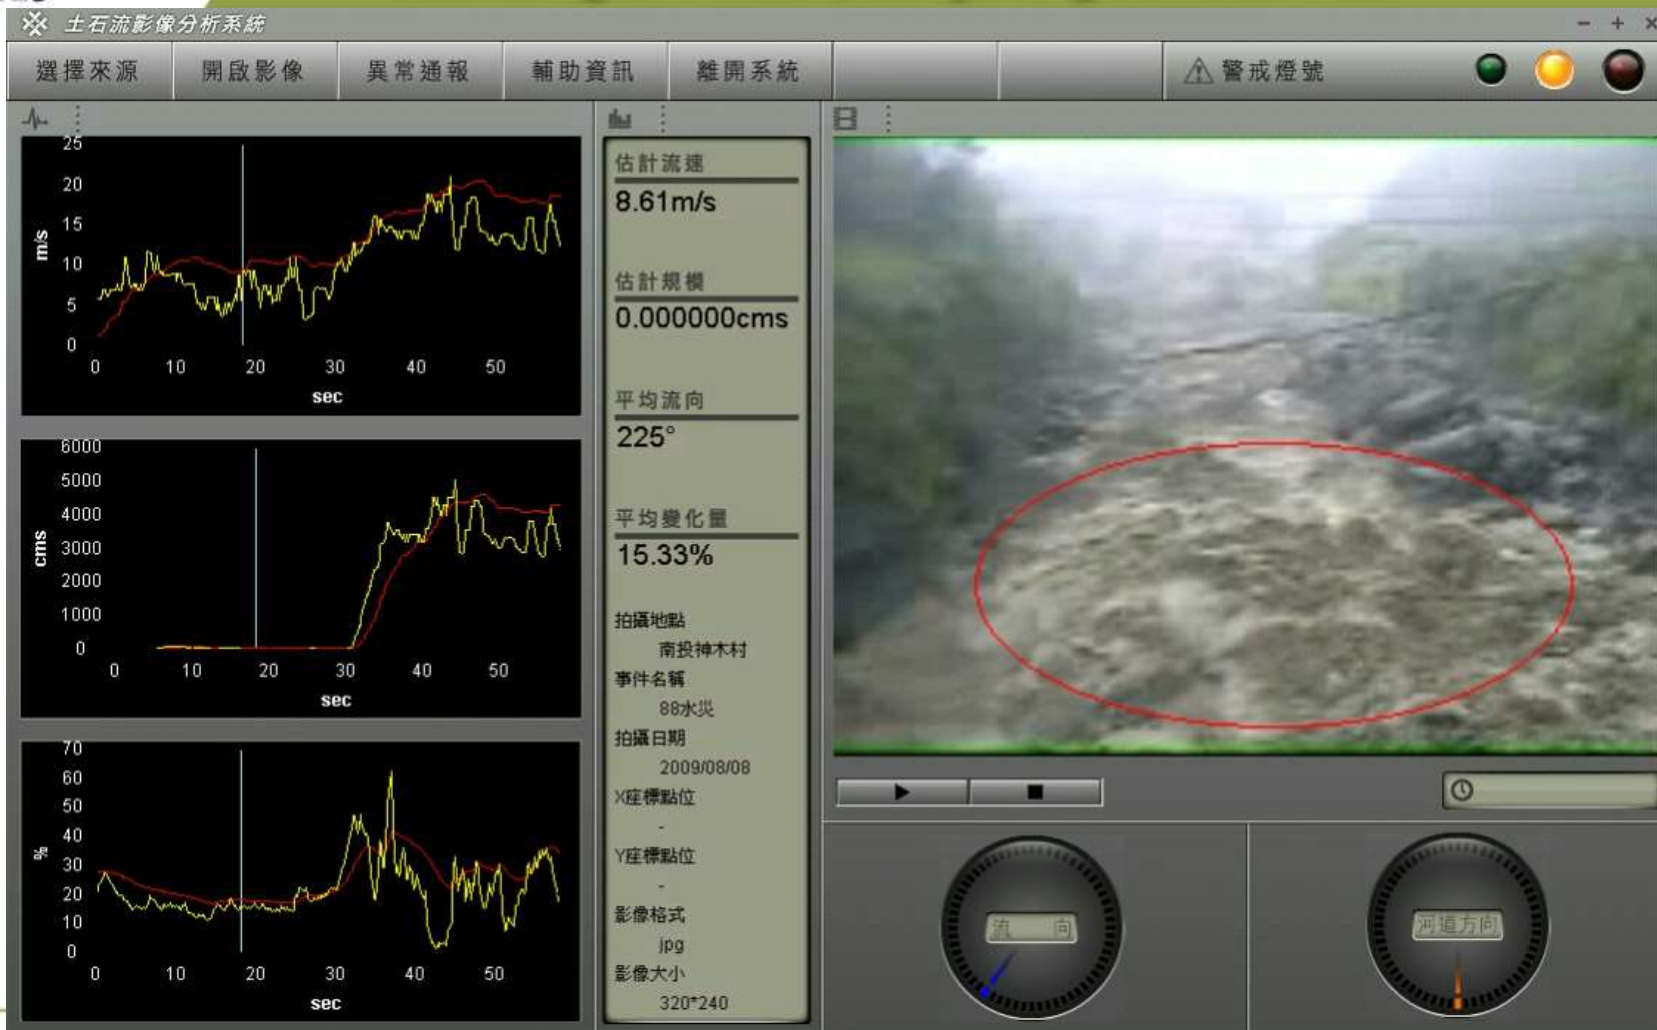 土石流影像分析系統
選擇來源 開啟影像 異常通報 輔助資訊 離開系統 警戒燈號
25
20
15
10
5
0
m/s
0 10 20 30 40 50
sec
6000
5000
4000
3000
2000
1000
0
cms
0 10 20 30 40 50
sec
70
60
50
40
30
20
10
0
%
0 10 20 30 40 50
sec
估計流速
8.61m/s
估計規模
0.000000cms
平均流向
225°
平均變化量
15.33%
拍攝地點
南投神木村
事件名稱
88水災
拍攝日期
2009/08/08
X座標點位
-
Y座標點位
-
影像格式
jpg
影像大小
320*240
流 向
河道方向